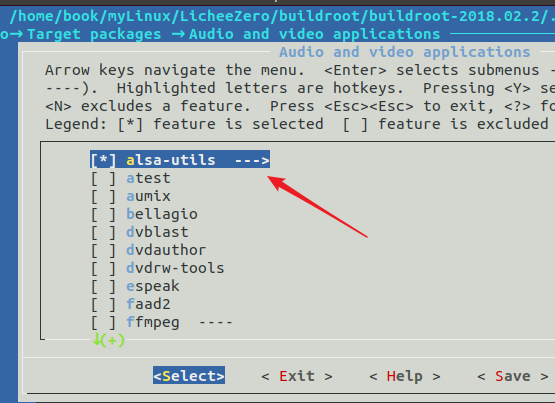 /home/book/myLinux/LicheeZero/buildroot/buildroot-2018.02.2/.
o→Target packages →Audio and video applications
Audio and video applications
Arrow keys navigate the menu.  <Enter> selects submenus -
----).  Highlighted letters are hotkeys.  Pressing <Y> se
<N> excludes a feature.  Press <Esc><Esc> to exit, <?> fo
Legend: [*] feature is selected  [ ] feature is excluded
[*] alsa-utils  --->
[ ] atest
[ ] aumix
[ ] bellagio
[ ] dvblast
[ ] dvdauthor
[ ] dvdrw-tools
[ ] espeak
[ ] faad2
[ ] ffmpeg  ----
↓(+)
<Select>    < Exit >    < Help >    < Save >